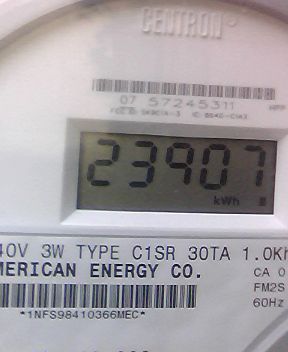 CENTRON
07 57245311
23907
kWh
40V 3W TYPE C1SR 30TA 1.0Kh
MERICAN ENERGY CO.
CA 0
FM2S
60Hz
*1NFS98410366MEC*